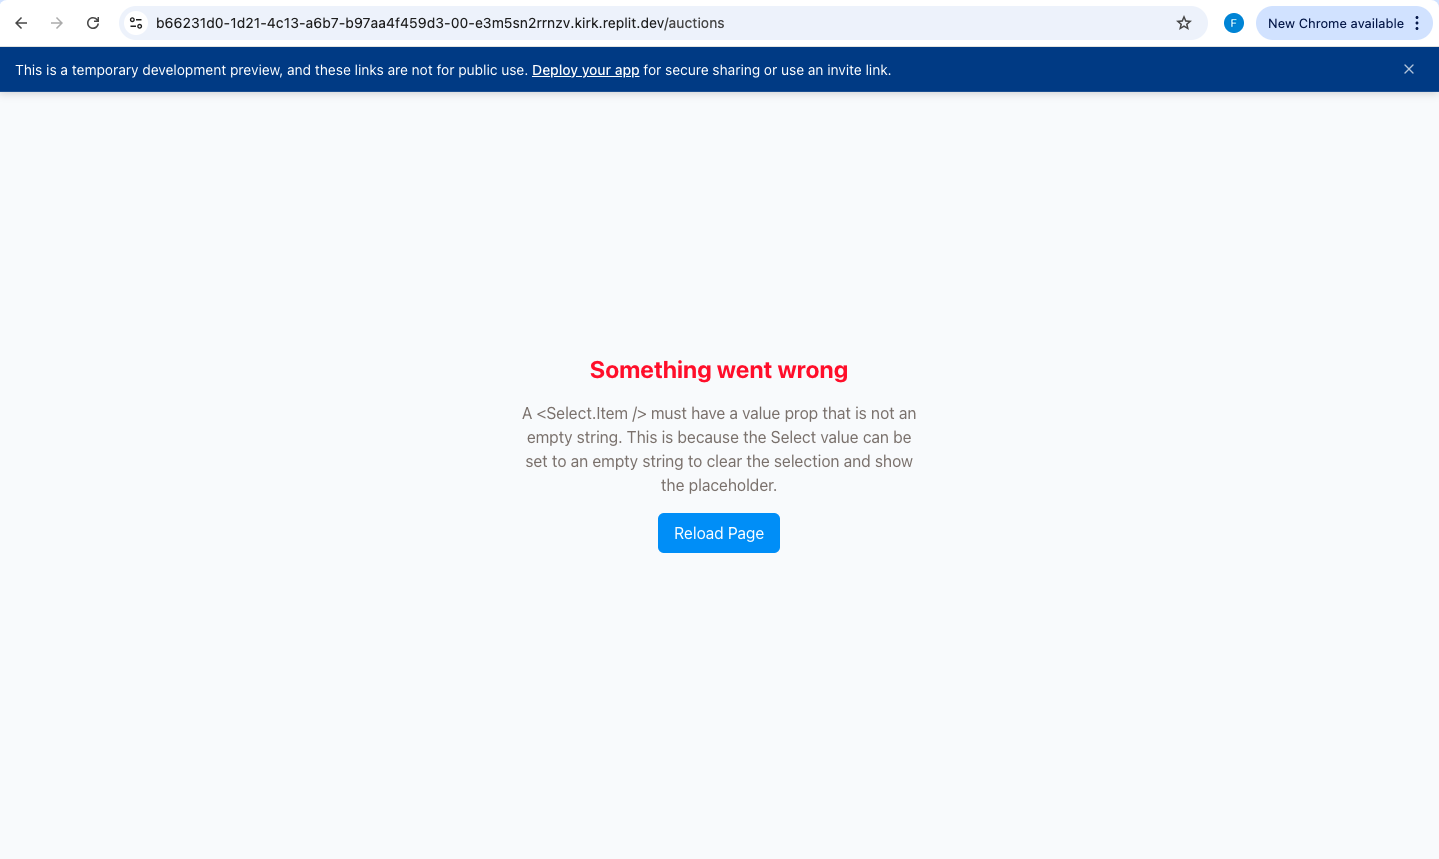 b66231d0-1d21-4c13-a6b7-b97aa4f459d3-00-e3m5sn2rrnzv.kirk.replit.dev/auctions
F
New Chrome available
This is a temporary development preview, and these links are not for public use. Deploy your app for secure sharing or use an invite link.
Something went wrong
A <Select.Item /> must have a value prop that is not an
empty string. This is because the Select value can be
set to an empty string to clear the selection and show
the placeholder.
Reload Page